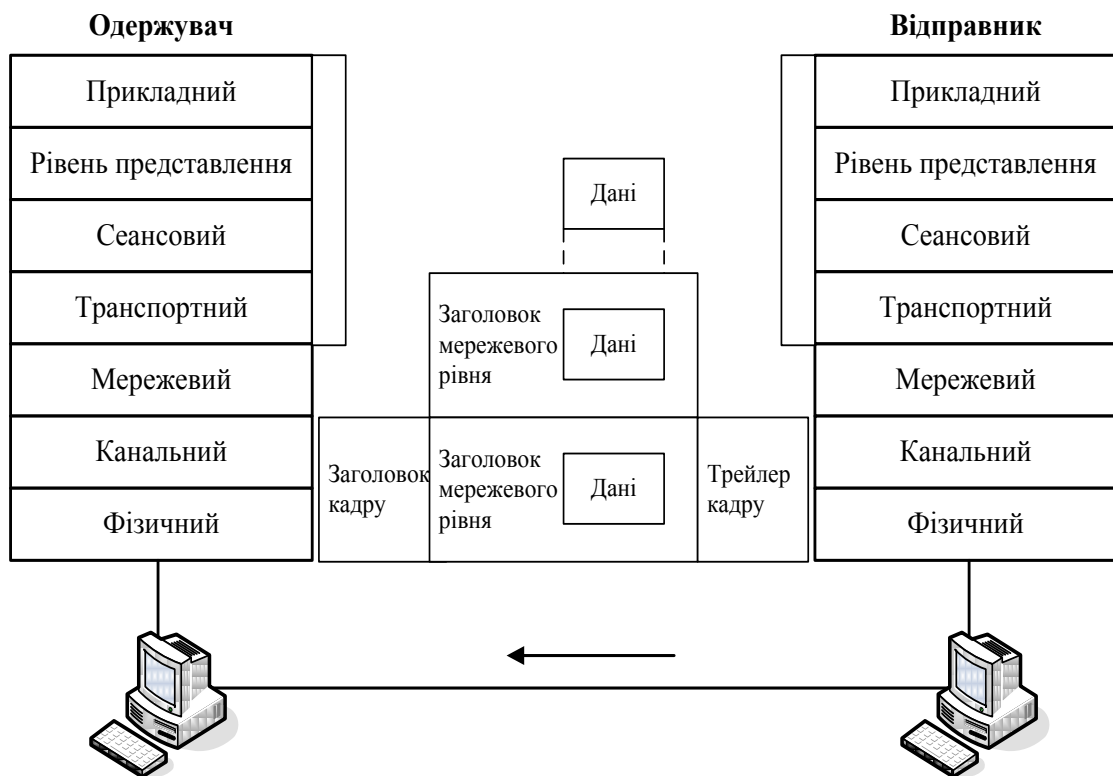 Одержувач
Прикладний
Рівень представлення
Сеансовий
Транспортний
Мережевий
Канальний
Фізичний
Дані
Заголовок
мережевого
рівня
Дані
Заголовок
кадру
Заголовок
мережевого
рівня
Дані
Трейлер
кадру
Відправник
Прикладний
Рівень представлення
Сеансовий
Транспортний
Мережевий
Канальний
Фізичний